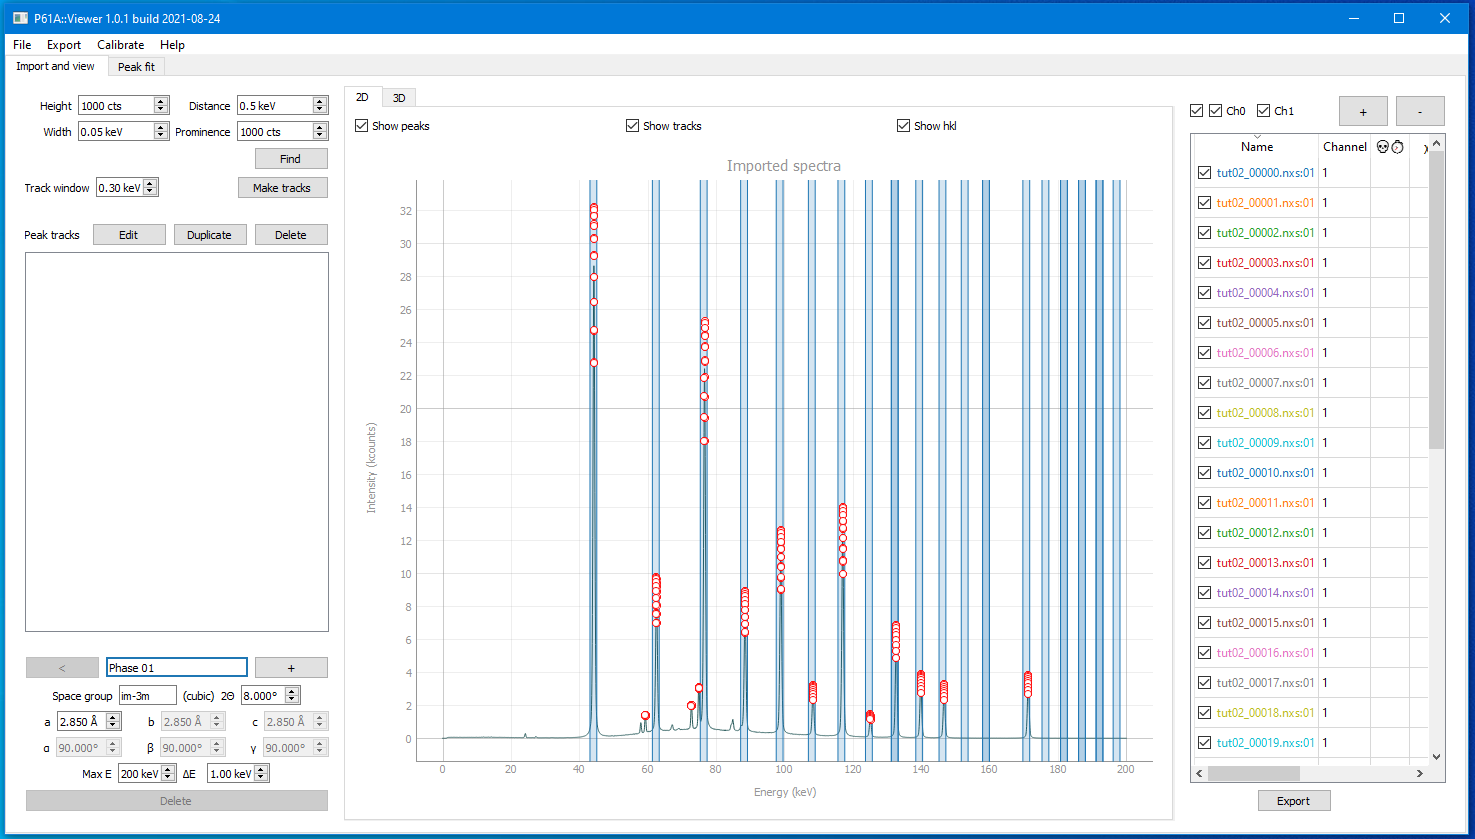 P61A::Viewer 1.0.1 build 2021-08-24
File Export Calibrate Help
Import and view Peak fit
Height 1000 cts Distance 0.5 keV
Width 0.05 keV Prominence 1000 cts
Find
Track window 0.30 keV Make tracks
Peak tracks Edit Duplicate Delete
< Phase 01 +
Space group im-3m (cubic) 2Θ 8.000°
a 2.850 Å b 2.850 Å c 2.850 Å
α 90.000° β 90.000° γ 90.000°
Max E 200 keV ΔE 1.00 keV
Delete
2D 3D
Show peaks Show tracks Show hkl
Imported spectra
Intensity (kcounts)
32
30
28
26
24
22
20
18
16
14
12
10
8
6
4
2
0
0 20 40 60 80 100 120 140 160 180 200
Energy (keV)
Ch0 Ch1 + -
Name Channel
tut02_00000.nxs:01 1
tut02_00001.nxs:01 1
tut02_00002.nxs:01 1
tut02_00003.nxs:01 1
tut02_00004.nxs:01 1
tut02_00005.nxs:01 1
tut02_00006.nxs:01 1
tut02_00007.nxs:01 1
tut02_00008.nxs:01 1
tut02_00009.nxs:01 1
tut02_00010.nxs:01 1
tut02_00011.nxs:01 1
tut02_00012.nxs:01 1
tut02_00013.nxs:01 1
tut02_00014.nxs:01 1
tut02_00015.nxs:01 1
tut02_00016.nxs:01 1
tut02_00017.nxs:01 1
tut02_00018.nxs:01 1
tut02_00019.nxs:01 1
Export